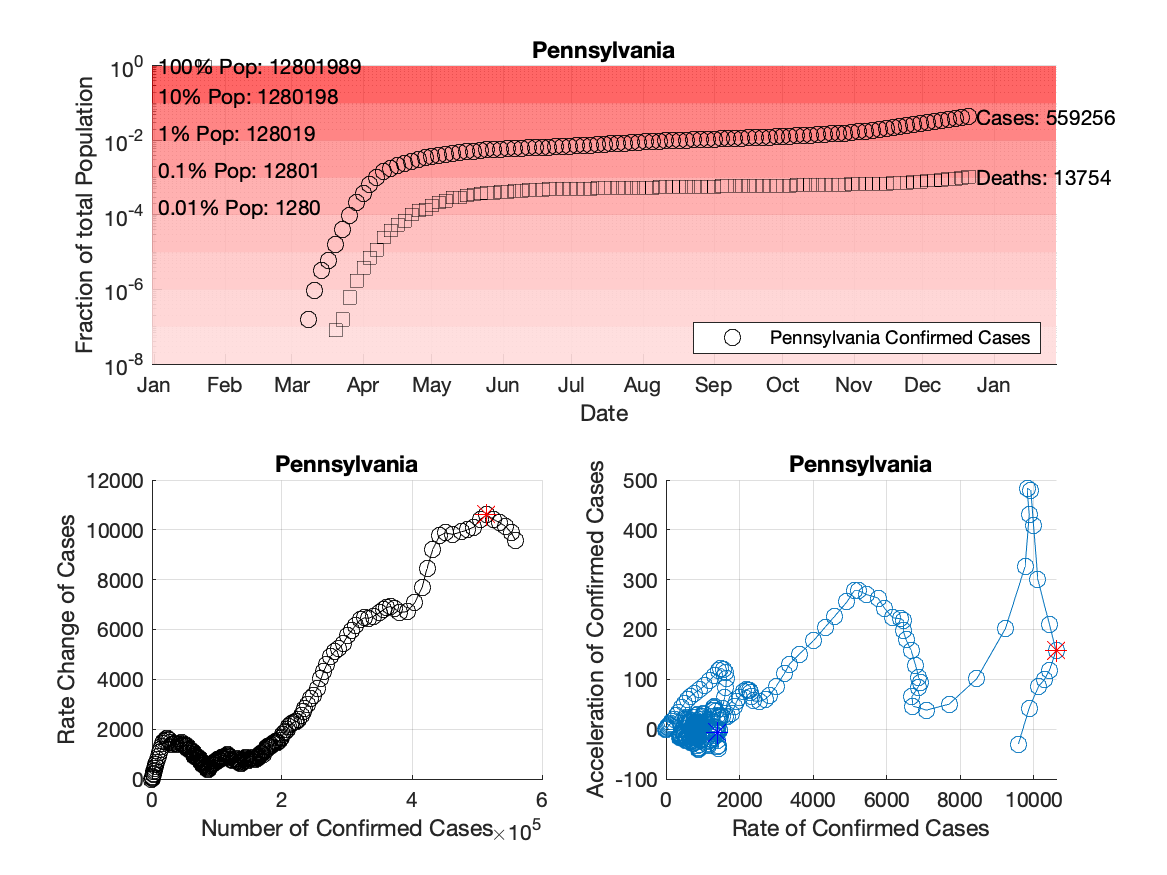 Pennsylvania
10^0
10^-2
10^-4
10^-6
10^-8
Fraction of total Population
100% Pop: 12801989
10% Pop: 1280198
1% Pop: 128019
0.1% Pop: 12801
0.01% Pop: 1280
Cases: 559256
Deaths: 13754
Pennsylvania Confirmed Cases
Jan Feb Mar Apr May Jun Jul Aug Sep Oct Nov Dec Jan
Date
Pennsylvania
12000
10000
8000
6000
4000
2000
0
Rate Change of Cases
0 2 4 6
Number of Confirmed Cases ×10^5
Pennsylvania
500
400
300
200
100
0
-100
Acceleration of Confirmed Cases
0 2000 4000 6000 8000 10000
Rate of Confirmed Cases